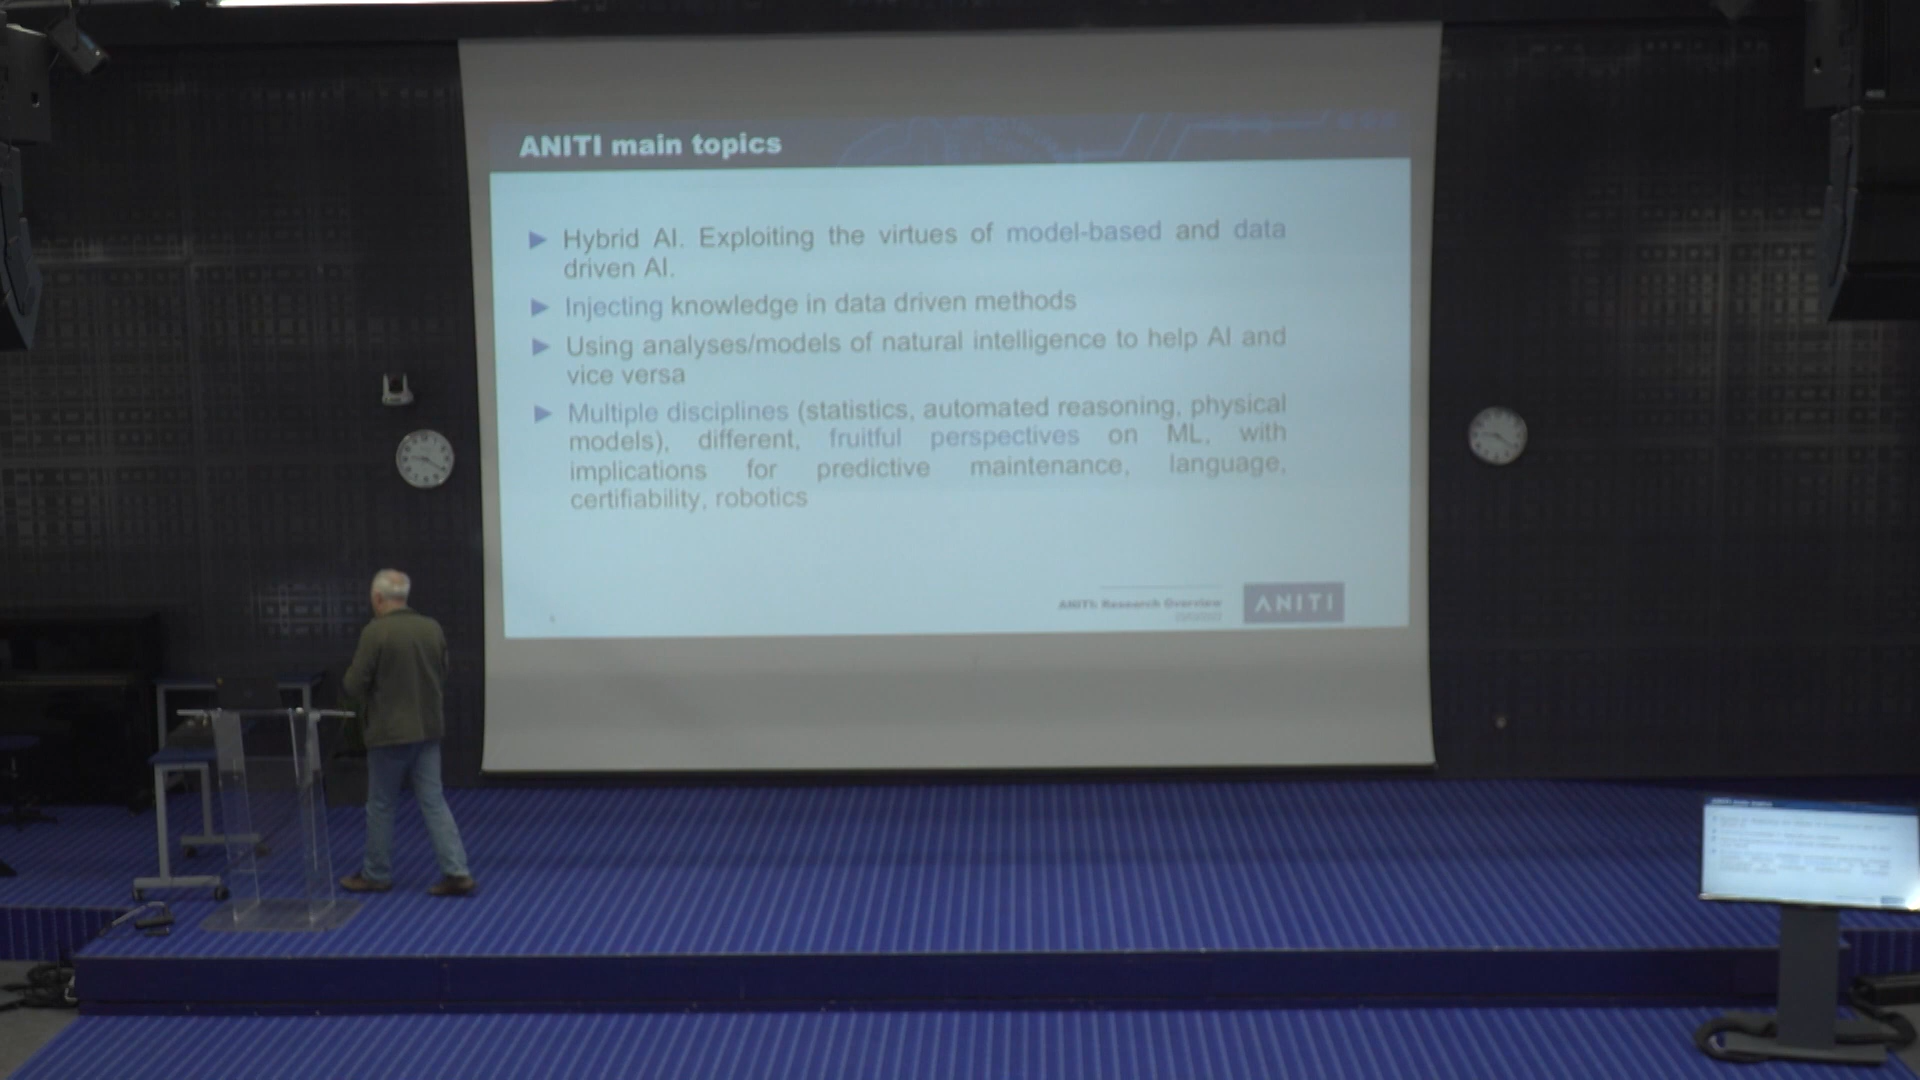 ANITI main topics
Hybrid AI. Exploiting the virtues of model-based and data
driven AI.
Injecting knowledge in data driven methods
Using analyses/models of natural intelligence to help AI and
vice versa
Multiple disciplines (statistics, automated reasoning, physical
models), different, fruitful perspectives on ML, with
implications for predictive maintenance, language,
certifiability, robotics
ANITI: Research Overview
ANITI